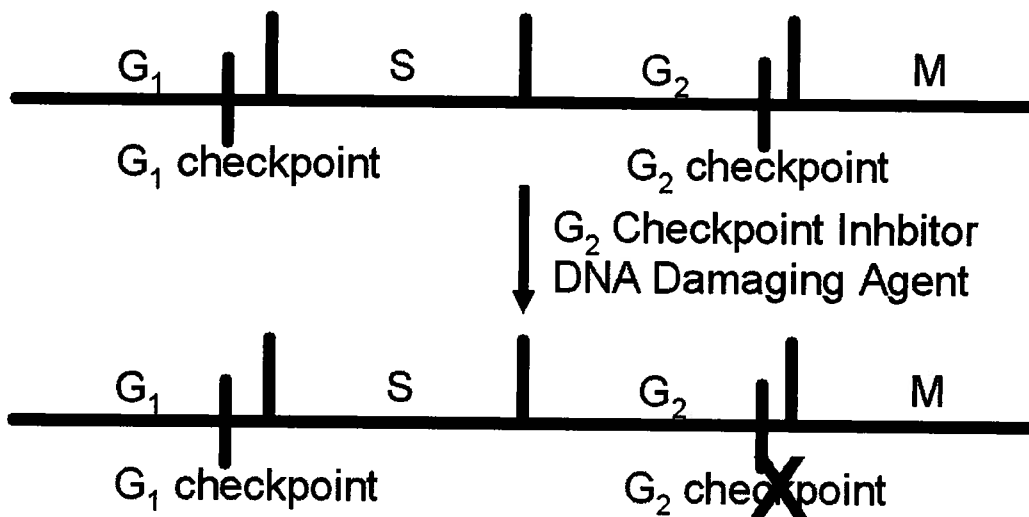 G₁ S G₂ M
G₁ checkpoint G₂ checkpoint
G₂ Checkpoint Inhbitor
DNA Damaging Agent
G₁ S G₂ M
G₁ checkpoint G₂ checkpoint
X